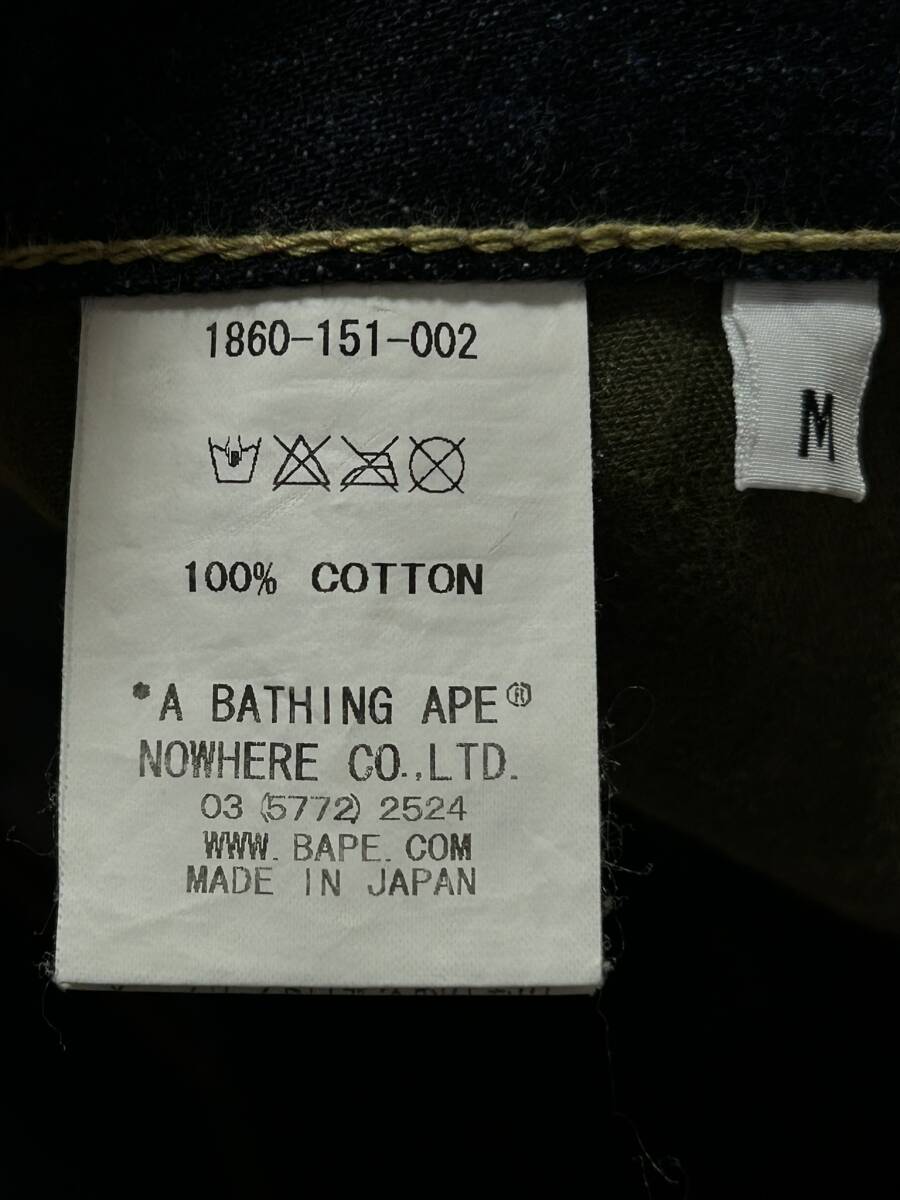 1860-151-002
M
100% COTTON
*A BATHING APE®
NOWHERE CO.,LTD.
03 (5772) 2524
WWW. BAPE. COM
MADE IN JAPAN